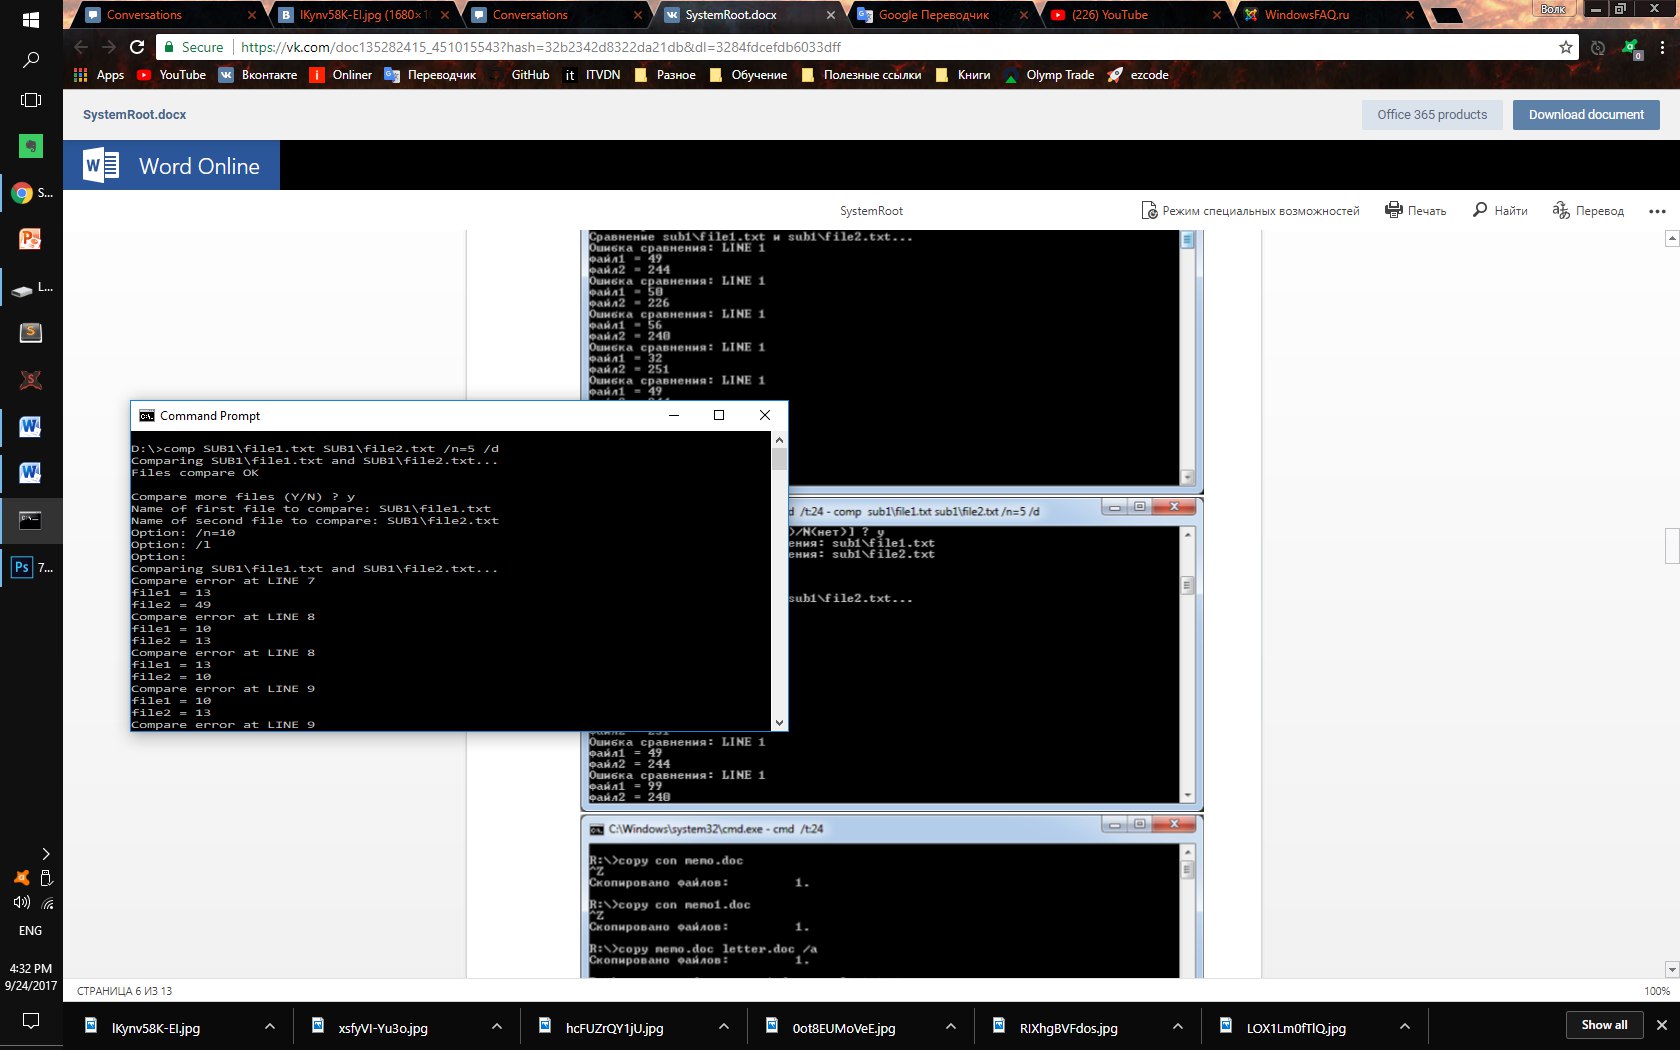 Conversations
lKynv58K-EI.jpg (1680×1
Conversations
SystemRoot.docx
Google Переводчик
(226) YouTube
WindowsFAQ.ru
Волк
Secure
https://vk.com/doc135282415_451015543?hash=32b2342d8322da21db&dl=3284fdcefdb6033dff
Apps
YouTube
Вконтакте
Onliner
Переводчик
GitHub
ITVDN
Разное
Обучение
Полезные ссылки
Книги
Olymp Trade
ezcode
SystemRoot.docx
Office 365 products
Download document
Word Online
SystemRoot
Режим специальных возможностей
Печать
Найти
Перевод
Сравнение sub1\file1.txt и sub1\file2.txt...
Ошибка сравнения: LINE 1
файл1 = 49
файл2 = 244
Ошибка сравнения: LINE 1
файл1 = 50
файл2 = 226
Ошибка сравнения: LINE 1
файл1 = 56
файл2 = 240
Ошибка сравнения: LINE 1
файл1 = 32
файл2 = 251
Ошибка сравнения: LINE 1
файл1 = 49
Command Prompt
D:\>comp SUB1\file1.txt SUB1\file2.txt /n=5 /d
Comparing SUB1\file1.txt and SUB1\file2.txt...
Files compare OK
Compare more files (Y/N) ? y
Name of first file to compare: SUB1\file1.txt
Name of second file to compare: SUB1\file2.txt
Option: /n=10
Option: /l
Option:
Comparing SUB1\file1.txt and SUB1\file2.txt...
Compare error at LINE 7
file1 = 13
file2 = 49
Compare error at LINE 8
file1 = 10
file2 = 13
Compare error at LINE 8
file1 = 13
file2 = 10
Compare error at LINE 9
file1 = 10
file2 = 13
Compare error at LINE 9
d /t:24 - comp sub1\file1.txt sub1\file2.txt /n=5 /d
)/N(нет)] ? y
ения: sub1\file1.txt
ения: sub1\file2.txt
sub1\file2.txt...
Ошибка сравнения: LINE 1
файл1 = 49
файл2 = 244
Ошибка сравнения: LINE 1
файл1 = 99
файл2 = 240
C:\Windows\system32\cmd.exe - cmd /t:24
R:\>copy con memo.doc
^Z
Скопировано файлов: 1.
R:\>copy con memo1.doc
^Z
Скопировано файлов: 1.
R:\>copy memo.doc letter.doc /a
Скопировано файлов: 1.
СТРАНИЦА 6 ИЗ 13
100%
S...
L...
7...
ENG
4:32 PM
9/24/2017
lKynv58K-EI.jpg
xsfyVI-Yu3o.jpg
hcFUZrQY1jU.jpg
0ot8EUMoVeE.jpg
RIXhgBVFdos.jpg
LOX1Lm0fTlQ.jpg
Show all